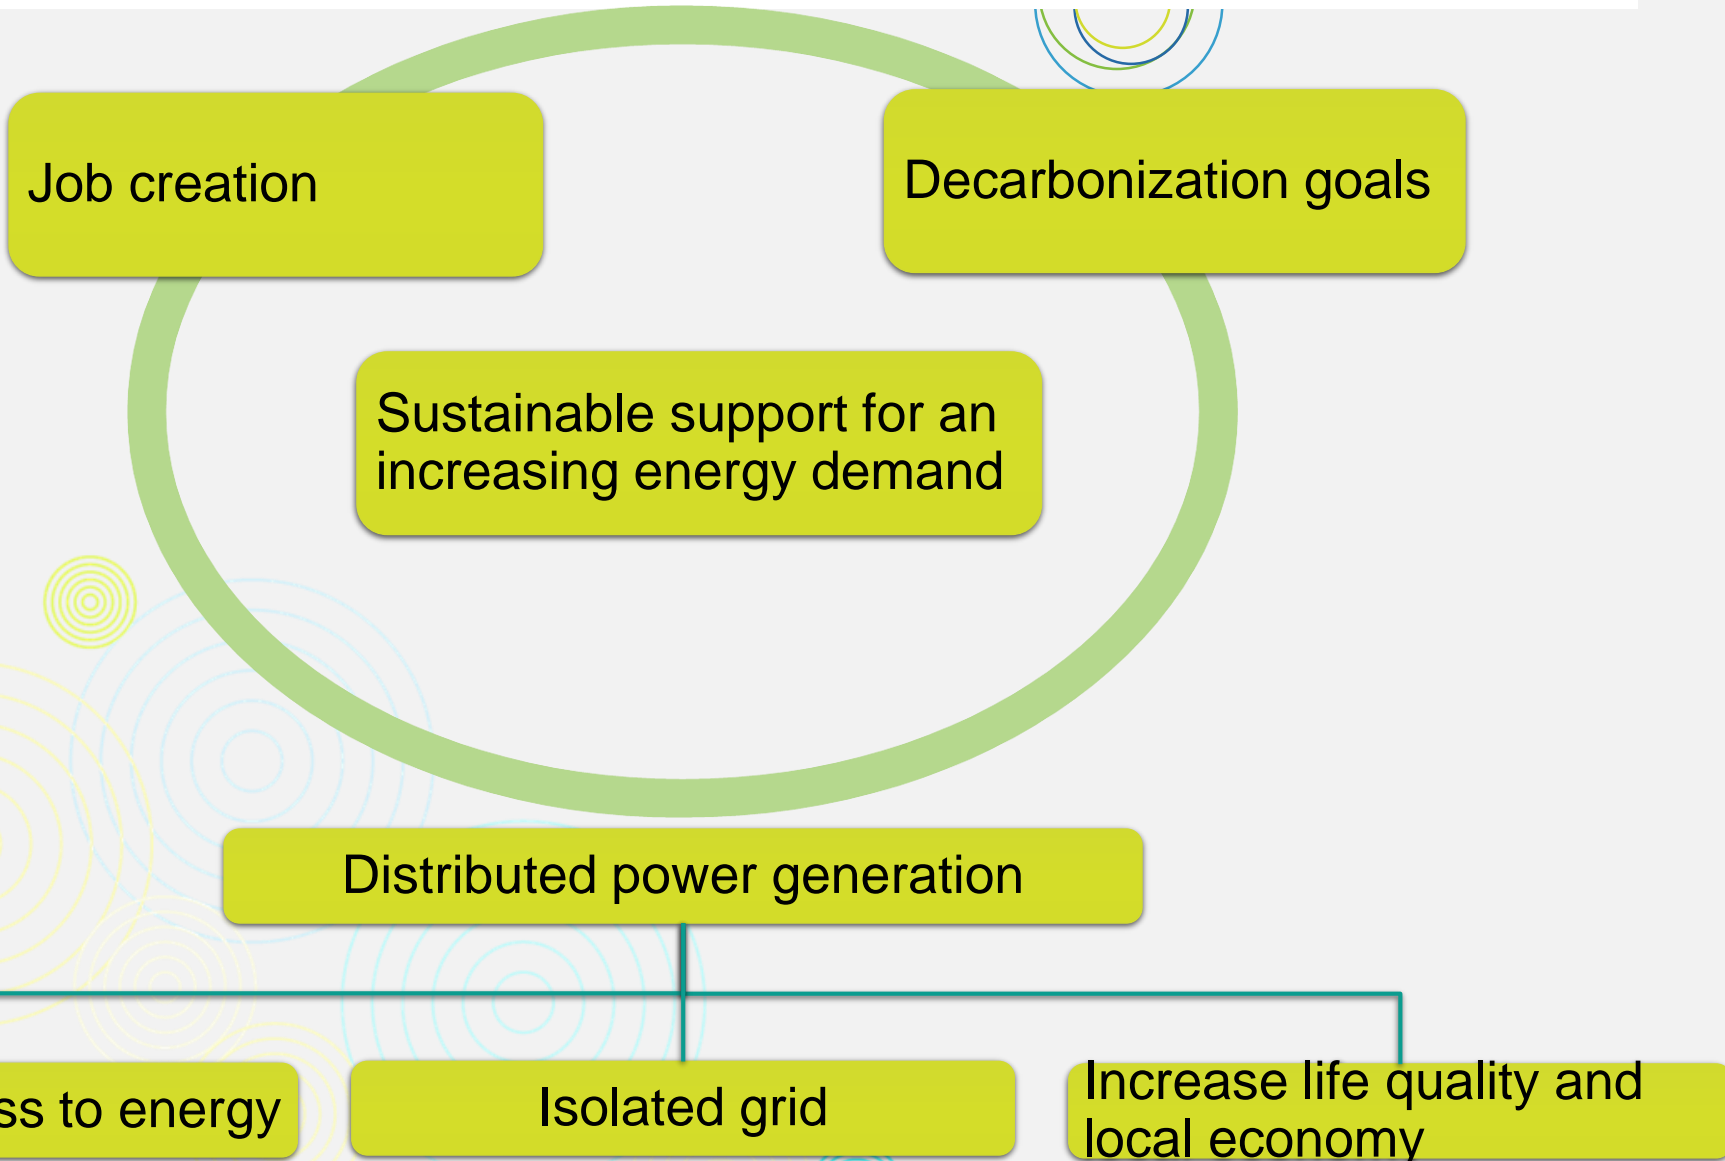 Job creation
Decarbonization goals
Sustainable support for an
increasing energy demand
Distributed power generation
to energy
Isolated grid
Increase life quality and
local economy